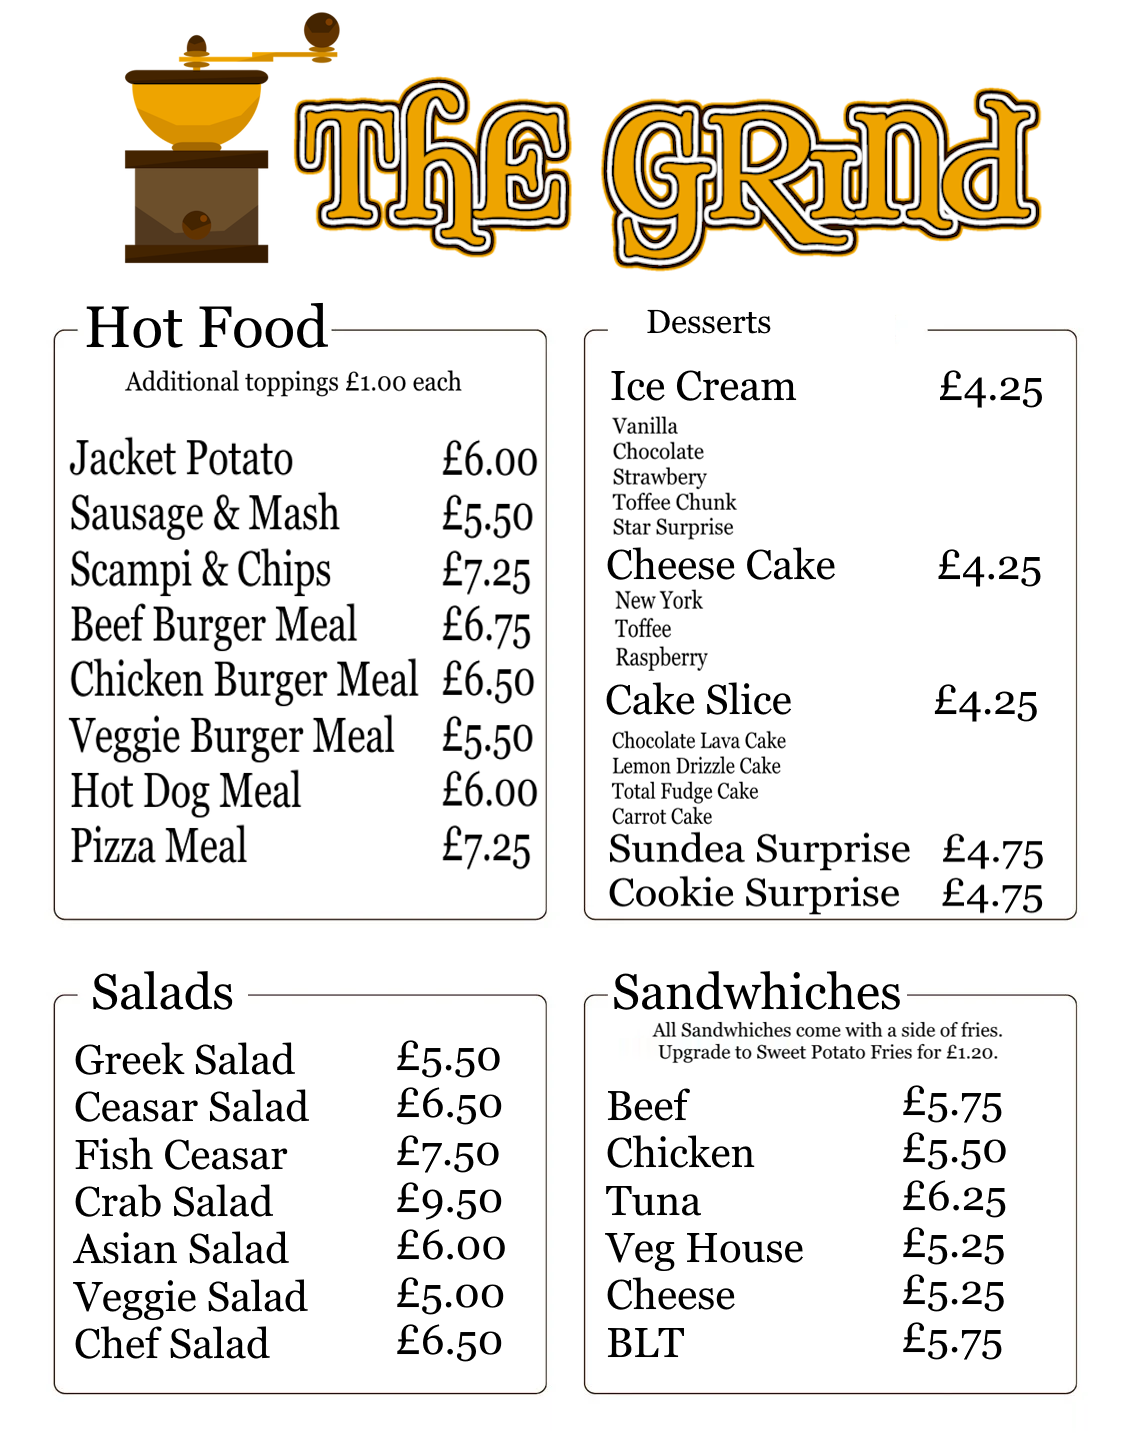 The Grind
Hot Food
Additional toppings £1.00 each
Jacket Potato £6.00
Sausage & Mash £5.50
Scampi & Chips £7.25
Beef Burger Meal £6.75
Chicken Burger Meal £6.50
Veggie Burger Meal £5.50
Hot Dog Meal £6.00
Pizza Meal £7.25
Desserts
Ice Cream £4.25
Vanilla
Chocolate
Strawbery
Toffee Chunk
Star Surprise
Cheese Cake £4.25
New York
Toffee
Raspberry
Cake Slice £4.25
Chocolate Lava Cake
Lemon Drizzle Cake
Total Fudge Cake
Carrot Cake
Sundea Surprise £4.75
Cookie Surprise £4.75
Salads
Greek Salad £5.50
Ceasar Salad £6.50
Fish Ceasar £7.50
Crab Salad £9.50
Asian Salad £6.00
Veggie Salad £5.00
Chef Salad £6.50
Sandwhiches
All Sandwhiches come with a side of fries.
Upgrade to Sweet Potato Fries for £1.20.
Beef £5.75
Chicken £5.50
Tuna £6.25
Veg House £5.25
Cheese £5.25
BLT £5.75